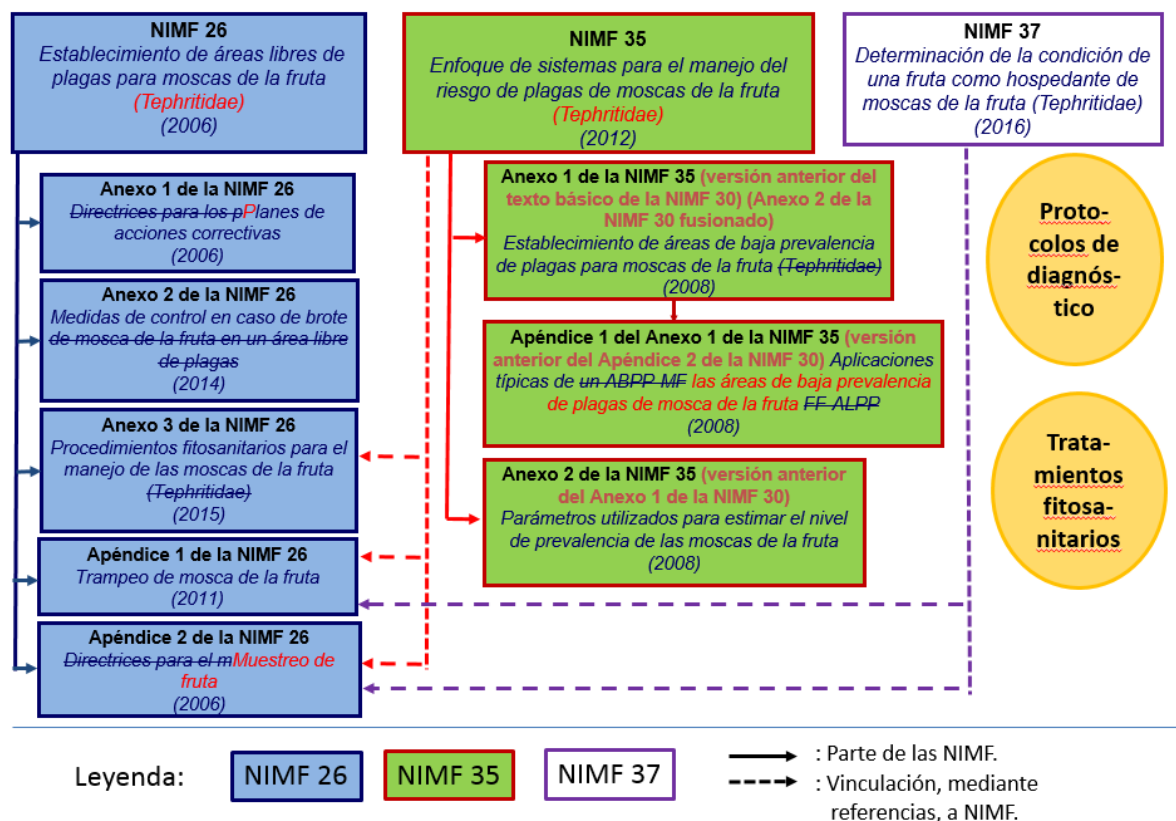 NIMF 26
Establecimiento de áreas libres de
plagas para moscas de la fruta
(Tephritidae)
(2006)
Anexo 1 de la NIMF 26
Directrices para los pPlanes de
acciones correctivas
(2006)
Anexo 2 de la NIMF 26
Medidas de control en caso de brote
de mosca de la fruta en un área libre
de plagas
(2014)
Anexo 3 de la NIMF 26
Procedimientos fitosanitarios para el
manejo de las moscas de la fruta
(Tephritidae)
(2015)
Apéndice 1 de la NIMF 26
Trampeo de mosca de la fruta
(2011)
Apéndice 2 de la NIMF 26
Directrices para el mMuestreo de
fruta
(2006)
NIMF 35
Enfoque de sistemas para el manejo del
riesgo de plagas de moscas de la fruta
(Tephritidae)
(2012)
Anexo 1 de la NIMF 35 (versión anterior del
texto básico de la NIMF 30) (Anexo 2 de la
NIMF 30 fusionado)
Establecimiento de áreas de baja prevalencia
de plagas para moscas de la fruta (Tephritidae)
(2008)
Apéndice 1 del Anexo 1 de la NIMF 35 (versión
anterior del Apéndice 2 de la NIMF 30) Aplicaciones
típicas de un ABPP-MF las áreas de baja prevalencia
de plagas de mosca de la fruta FF-ALPP
(2008)
Anexo 2 de la NIMF 35 (versión anterior
del Anexo 1 de la NIMF 30)
Parámetros utilizados para estimar el nivel
de prevalencia de las moscas de la fruta
(2008)
NIMF 37
Determinación de la condición de
una fruta como hospedante de
moscas de la fruta (Tephritidae)
(2016)
Proto-
colos de
diagnós-
tico
Trata-
mientos
fitosa-
nitarios
Leyenda:
NIMF 26
NIMF 35
NIMF 37
: Parte de las NIMF.
: Vinculación, mediante
referencias, a NIMF.